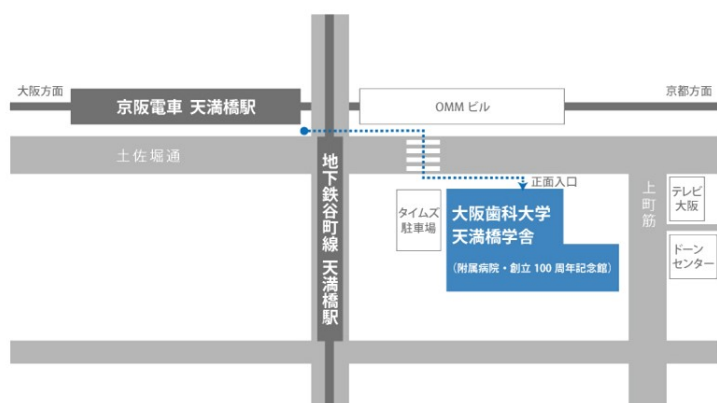 大阪方面
京阪電車 天満橋駅
OMM ビル
京都方面
土佐堀通
地下鉄谷町線 天満橋駅
正面入口
タイムズ
駐車場
大阪歯科大学
天満橋学舎
(附属病院・創立 100 周年記念館)
上町筋
テレビ
大阪
ドーン
センター